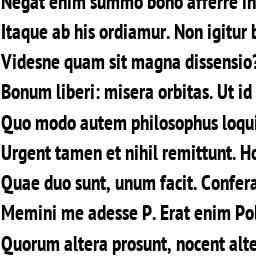 Negat enim summo bono afferre in
Itaque ab his ordiamur. Non igitur
Videsne quam sit magna dissensio?
Bonum liberi: misera orbitas. Ut id
Quo modo autem philosophus loqui
Urgent tamen et nihil remittunt. Ho
Quae duo sunt, unum facit. Confera
Memini me adesse P. Erat enim Pol
Quorum altera prosunt, nocent alte